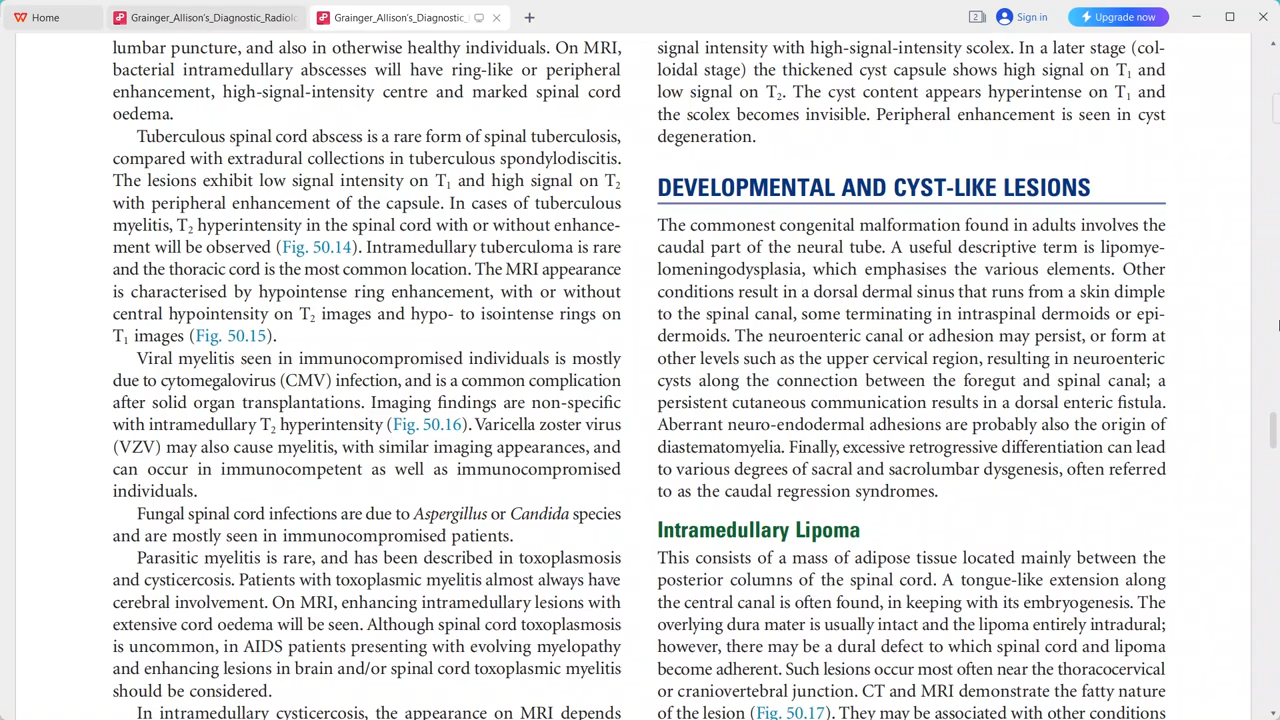 Home
Grainger_Allison's_Diagnostic_Radiolo
Grainger_Allison's_Diagnostic_
2
Sign in
Upgrade now
lumbar puncture, and also in otherwise healthy individuals. On MRI,
bacterial intramedullary abscesses will have ring-like or peripheral
enhancement, high-signal-intensity centre and marked spinal cord
oedema.
Tuberculous spinal cord abscess is a rare form of spinal tuberculosis,
compared with extradural collections in tuberculous spondylodiscitis.
The lesions exhibit low signal intensity on T₁ and high signal on T₂
with peripheral enhancement of the capsule. In cases of tuberculous
myelitis, T₂ hyperintensity in the spinal cord with or without enhance-
ment will be observed (Fig. 50.14). Intramedullary tuberculoma is rare
and the thoracic cord is the most common location. The MRI appearance
is characterised by hypointense ring enhancement, with or without
central hypointensity on T₂ images and hypo- to isointense rings on
T₁ images (Fig. 50.15).
Viral myelitis seen in immunocompromised individuals is mostly
due to cytomegalovirus (CMV) infection, and is a common complication
after solid organ transplantations. Imaging findings are non-specific
with intramedullary T₂ hyperintensity (Fig. 50.16). Varicella zoster virus
(VZV) may also cause myelitis, with similar imaging appearances, and
can occur in immunocompetent as well as immunocompromised
individuals.
Fungal spinal cord infections are due to Aspergillus or Candida species
and are mostly seen in immunocompromised patients.
Parasitic myelitis is rare, and has been described in toxoplasmosis
and cysticercosis. Patients with toxoplasmic myelitis almost always have
cerebral involvement. On MRI, enhancing intramedullary lesions with
extensive cord oedema will be seen. Although spinal cord toxoplasmosis
is uncommon, in AIDS patients presenting with evolving myelopathy
and enhancing lesions in brain and/or spinal cord toxoplasmic myelitis
should be considered.
In intramedullary cysticercosis, the appearance on MRI depends
signal intensity with high-signal-intensity scolex. In a later stage (col-
loidal stage) the thickened cyst capsule shows high signal on T₁ and
low signal on T₂. The cyst content appears hyperintense on T₁ and
the scolex becomes invisible. Peripheral enhancement is seen in cyst
degeneration.
DEVELOPMENTAL AND CYST-LIKE LESIONS
The commonest congenital malformation found in adults involves the
caudal part of the neural tube. A useful descriptive term is lipomye-
lomeningodysplasia, which emphasises the various elements. Other
conditions result in a dorsal dermal sinus that runs from a skin dimple
to the spinal canal, some terminating in intraspinal dermoids or epi-
dermoids. The neuroenteric canal or adhesion may persist, or form at
other levels such as the upper cervical region, resulting in neuroenteric
cysts along the connection between the foregut and spinal canal; a
persistent cutaneous communication results in a dorsal enteric fistula.
Aberrant neuro-endodermal adhesions are probably also the origin of
diastematomyelia. Finally, excessive retrogressive differentiation can lead
to various degrees of sacral and sacrolumbar dysgenesis, often referred
to as the caudal regression syndromes.
Intramedullary Lipoma
This consists of a mass of adipose tissue located mainly between the
posterior columns of the spinal cord. A tongue-like extension along
the central canal is often found, in keeping with its embryogenesis. The
overlying dura mater is usually intact and the lipoma entirely intradural;
however, there may be a dural defect to which spinal cord and lipoma
become adherent. Such lesions occur most often near the thoracocervical
or craniovertebral junction. CT and MRI demonstrate the fatty nature
of the lesion (Fig. 50.17). They may be associated with other conditions